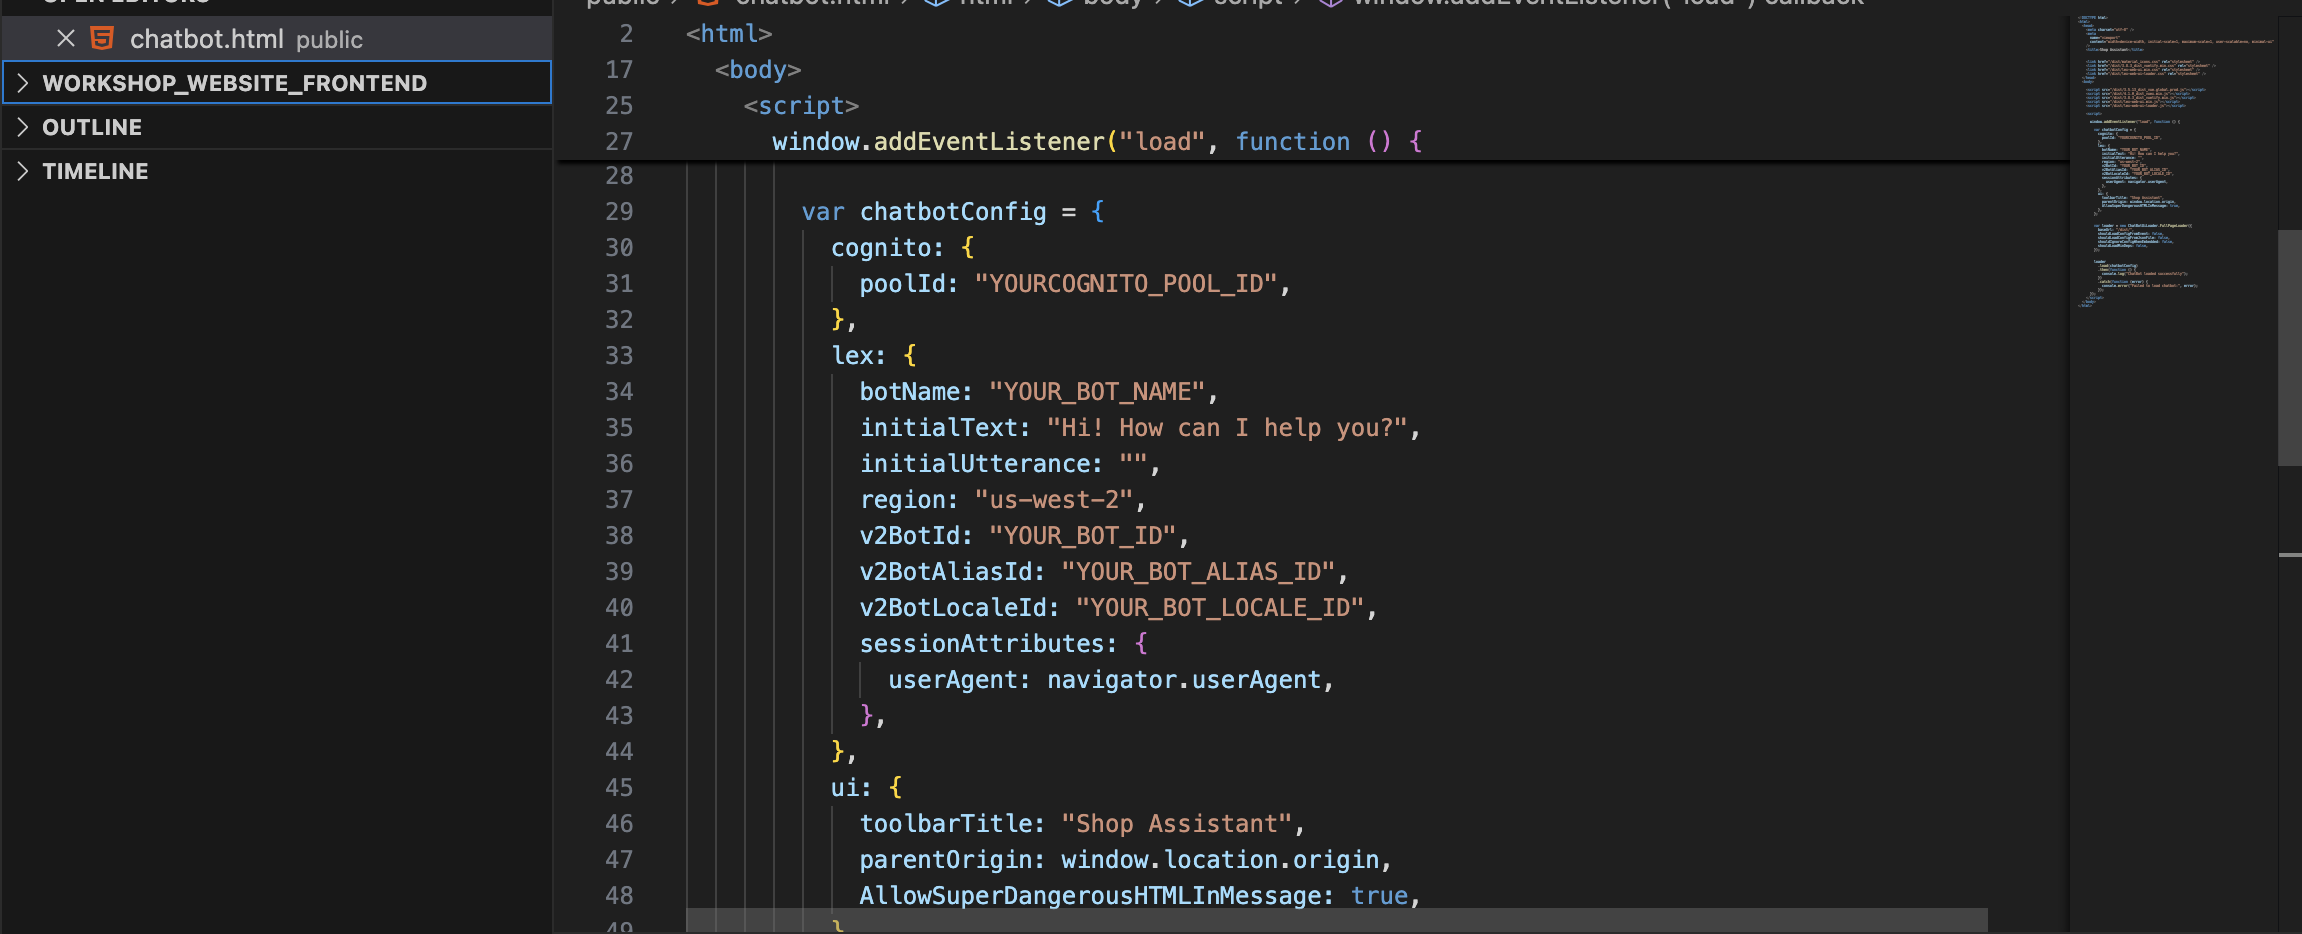 OPEN EDITORS
chatbot.html public
WORKSHOP_WEBSITE_FRONTEND
OUTLINE
TIMELINE
public > chatbot.html > html > body > script > window.addEventListener("load") callback
2 <html>
17 <body>
25 <script>
27 window.addEventListener("load", function () {
28
29 var chatbotConfig = {
30 cognito: {
31 poolId: "YOURCOGNITO_POOL_ID",
32 },
33 lex: {
34 botName: "YOUR_BOT_NAME",
35 initialText: "Hi! How can I help you?",
36 initialUtterance: "",
37 region: "us-west-2",
38 v2BotId: "YOUR_BOT_ID",
39 v2BotAliasId: "YOUR_BOT_ALIAS_ID",
40 v2BotLocaleId: "YOUR_BOT_LOCALE_ID",
41 sessionAttributes: {
42 userAgent: navigator.userAgent,
43 },
44 },
45 ui: {
46 toolbarTitle: "Shop Assistant",
47 parentOrigin: window.location.origin,
48 AllowSuperDangerousHTMLInMessage: true,
49 }